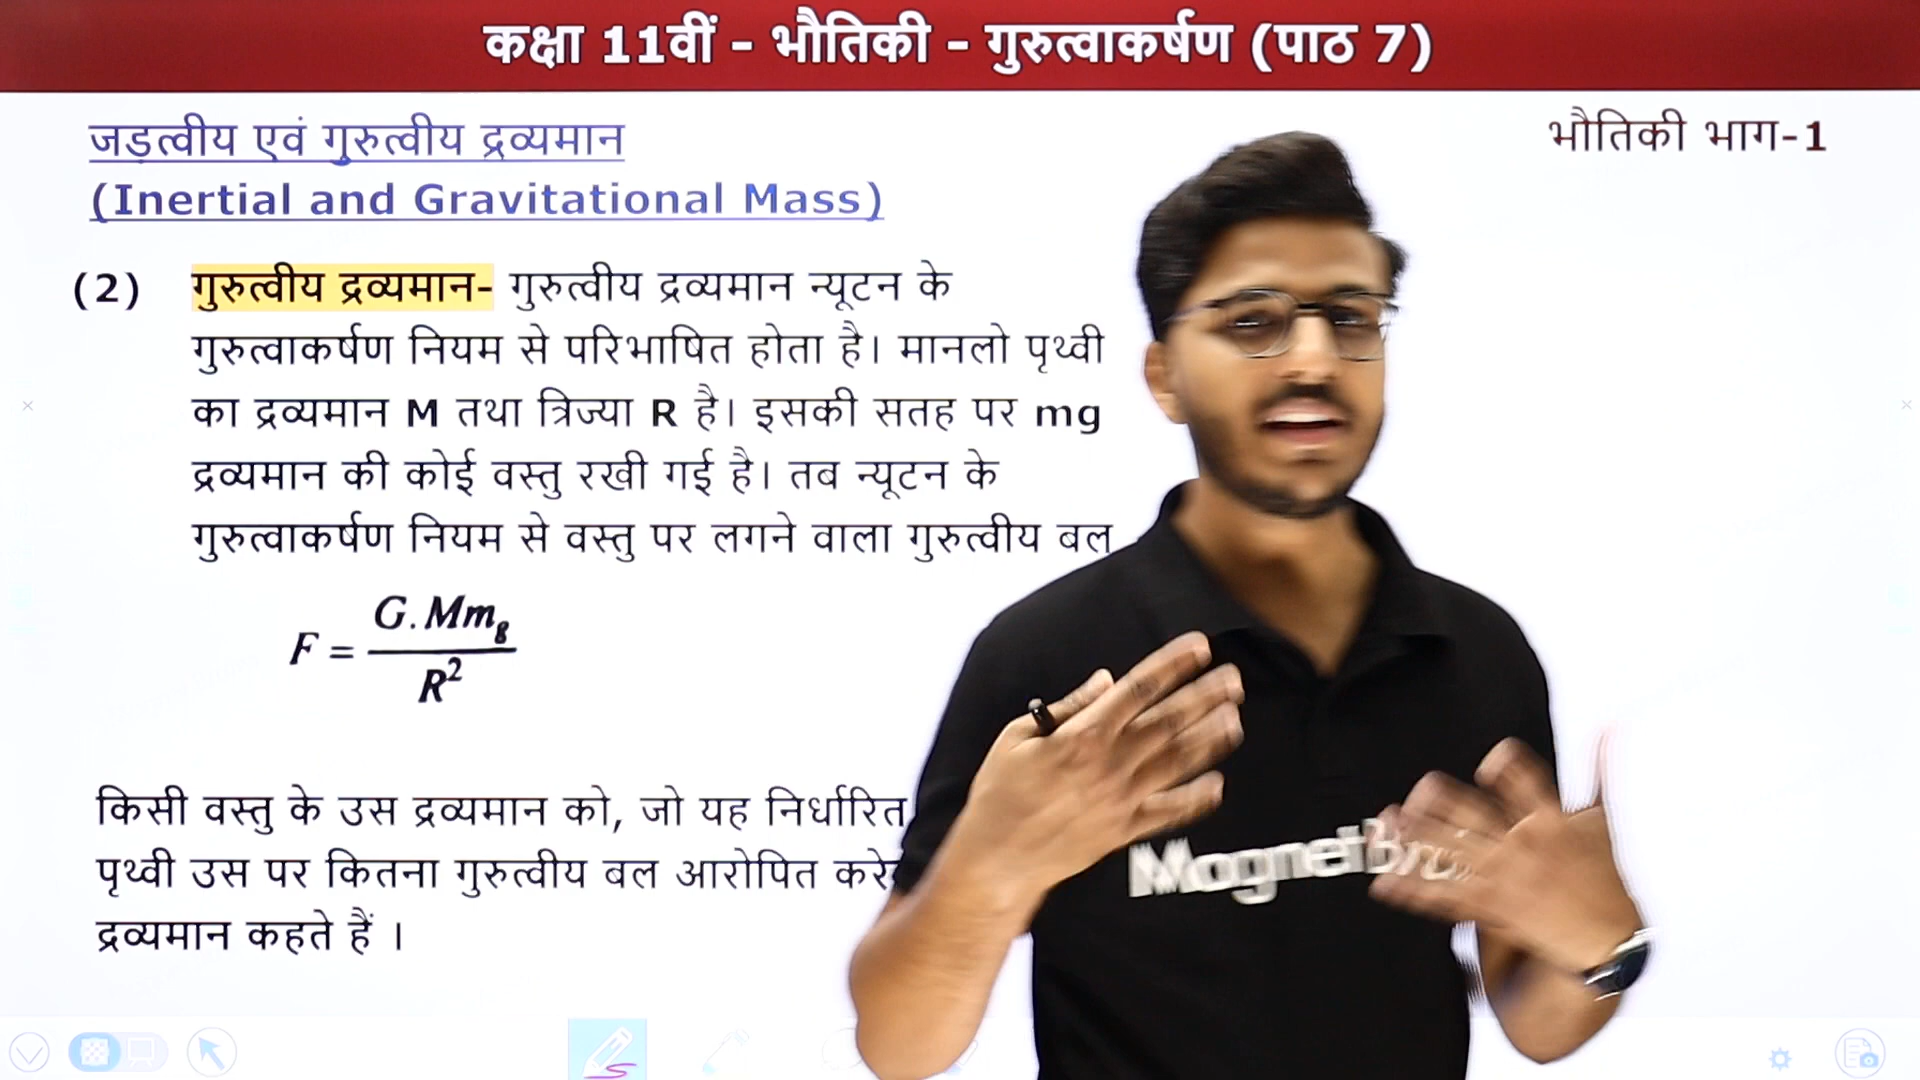 कक्षा 11वीं - भौतिकी - गुरुत्वाकर्षण (पाठ 7)
जड़त्वीय एवं गुरुत्वीय द्रव्यमान
(Inertial and Gravitational Mass)
भौतिकी भाग-1
(2) गुरुत्वीय द्रव्यमान- गुरुत्वीय द्रव्यमान न्यूटन के
गुरुत्वाकर्षण नियम से परिभाषित होता है। मानलो पृथ्वी
का द्रव्यमान M तथा त्रिज्या R है। इसकी सतह पर mg
द्रव्यमान की कोई वस्तु रखी गई है। तब न्यूटन के
गुरुत्वाकर्षण नियम से वस्तु पर लगने वाला गुरुत्वीय बल
F = G.Mm_g / R²
किसी वस्तु के उस द्रव्यमान को, जो यह निर्धारित
पृथ्वी उस पर कितना गुरुत्वीय बल आरोपित
द्रव्यमान कहते हैं ।